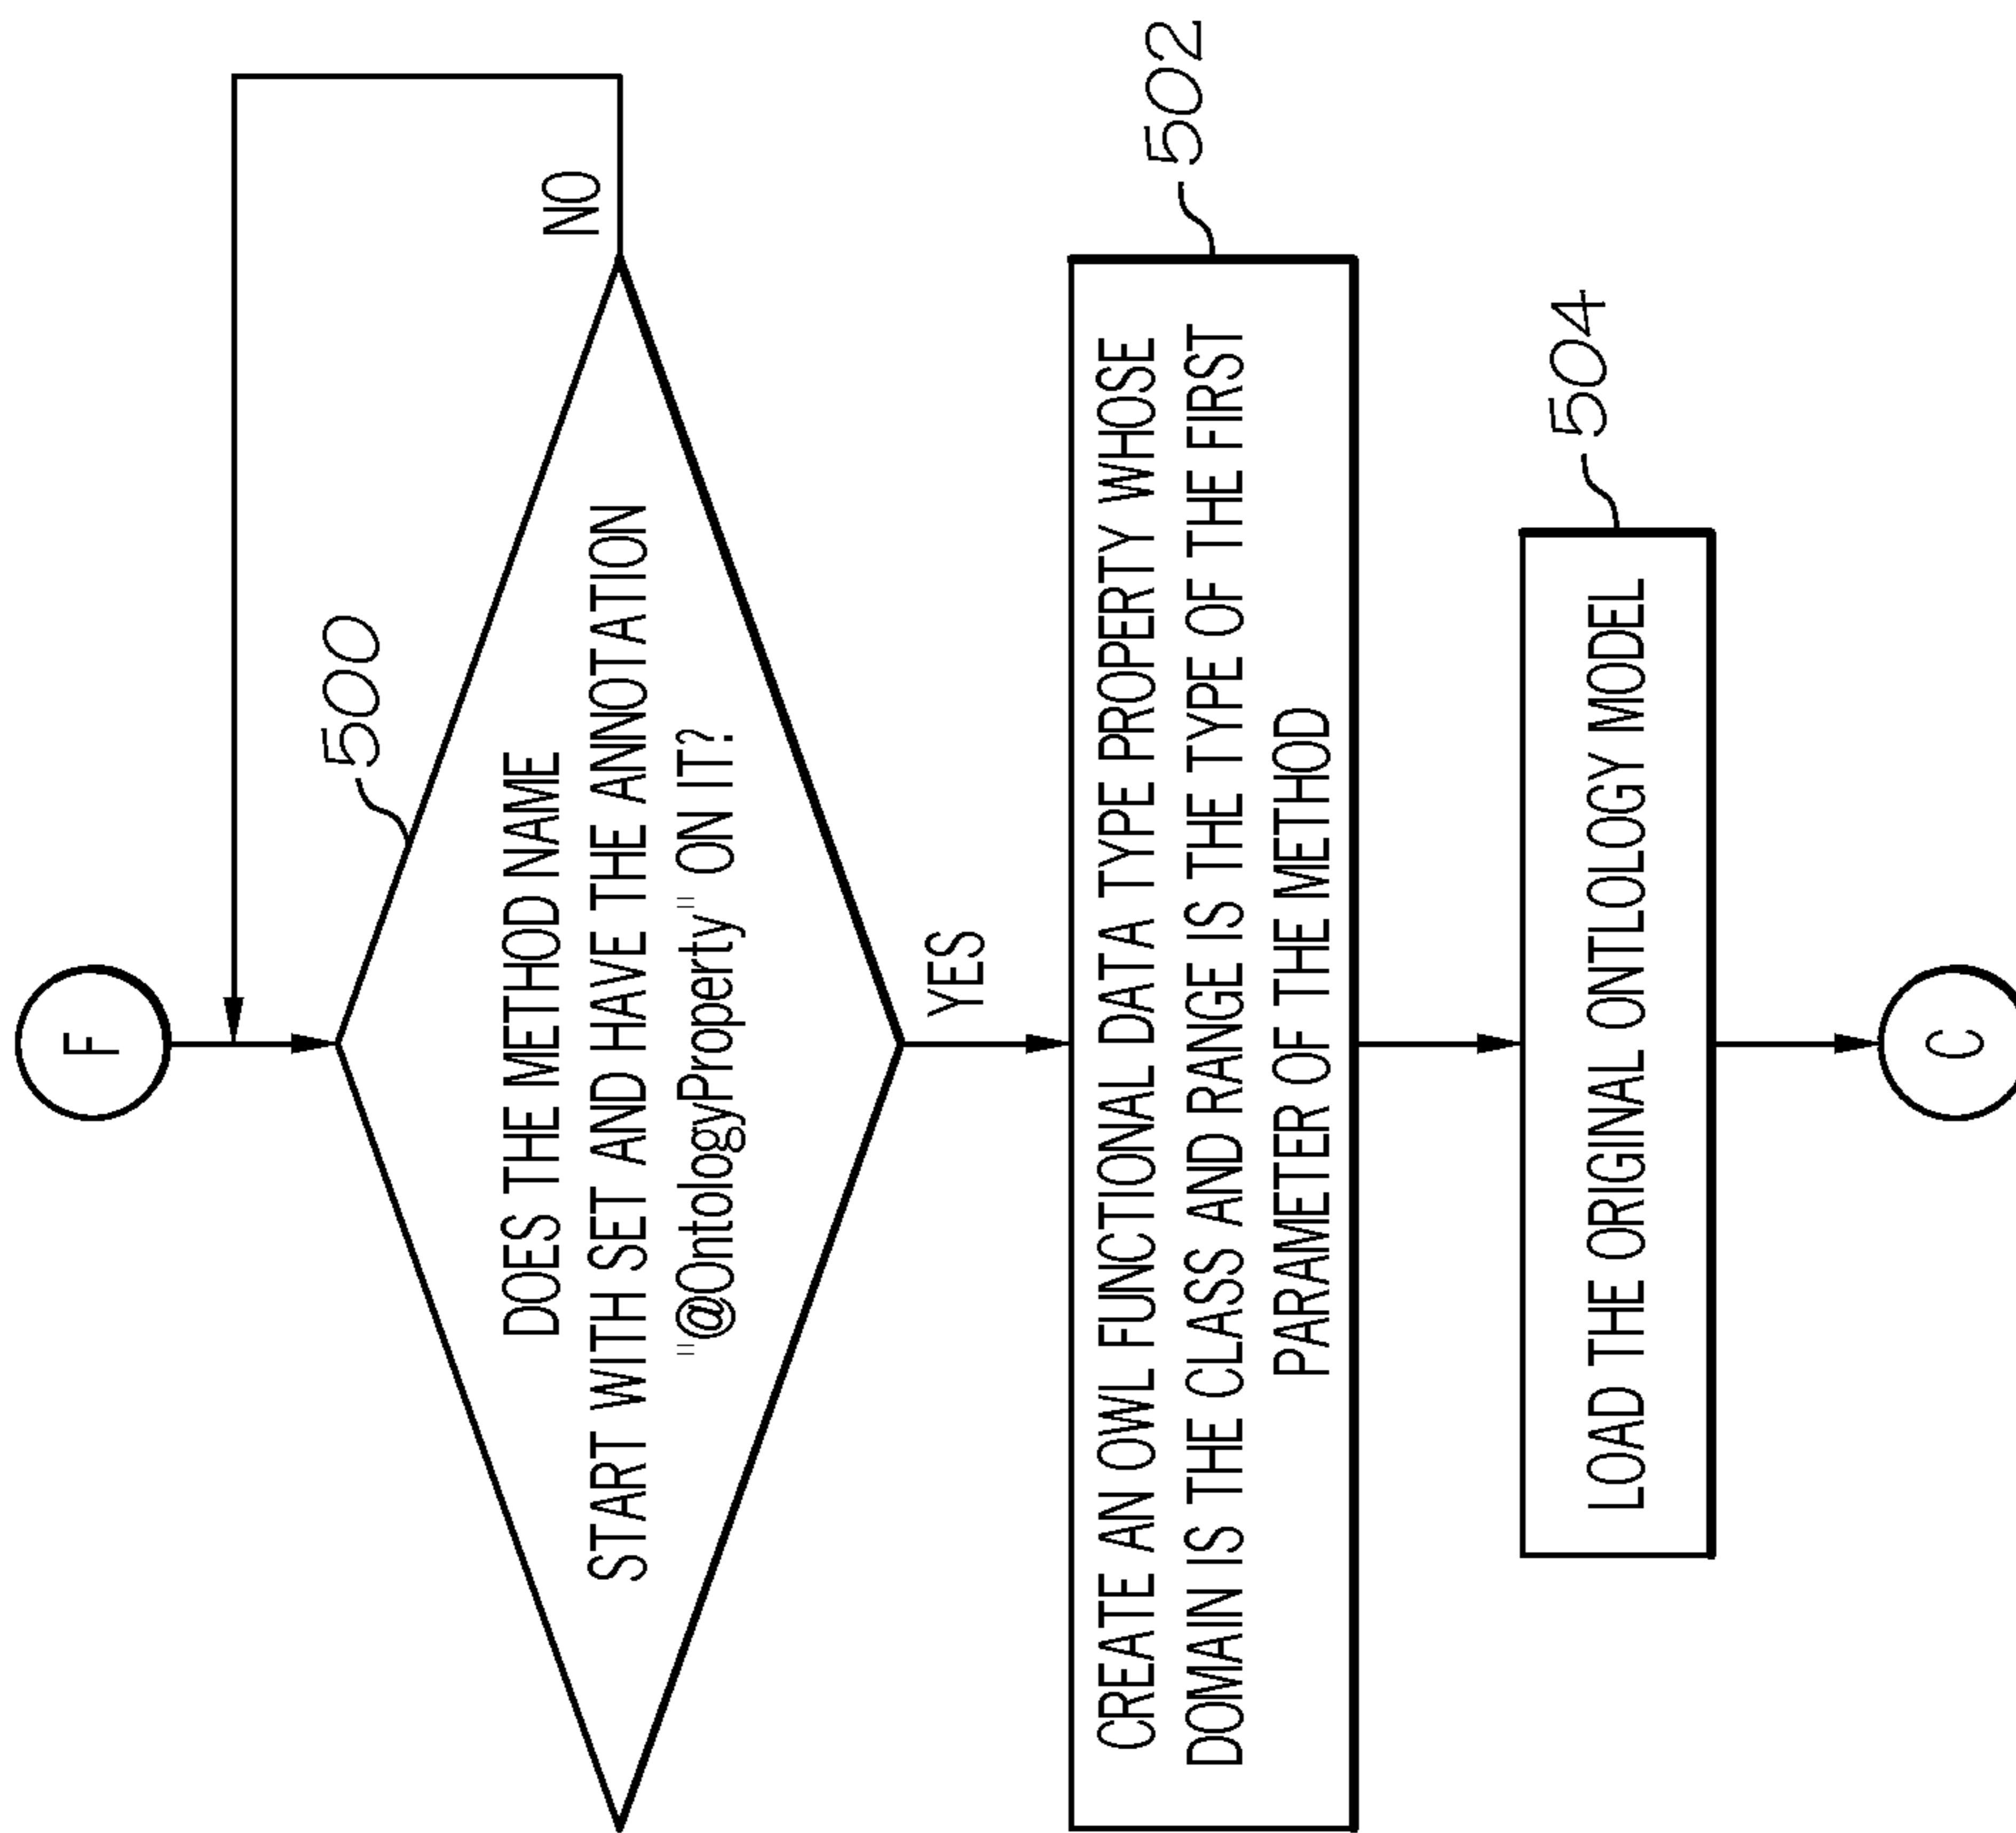 F
500
DOES THE METHOD NAME
START WITH SET AND HAVE THE ANNOTATION
"@OntologyProperty" ON IT?
NO
YES
502
CREATE AN OWL FUNCTIONAL DATA TYPE PROPERTY WHOSE
DOMAIN IS THE CLASS AND RANGE IS THE TYPE OF THE FIRST
PARAMETER OF THE METHOD
504
LOAD THE ORIGINAL ONTLOLOGY MODEL
C